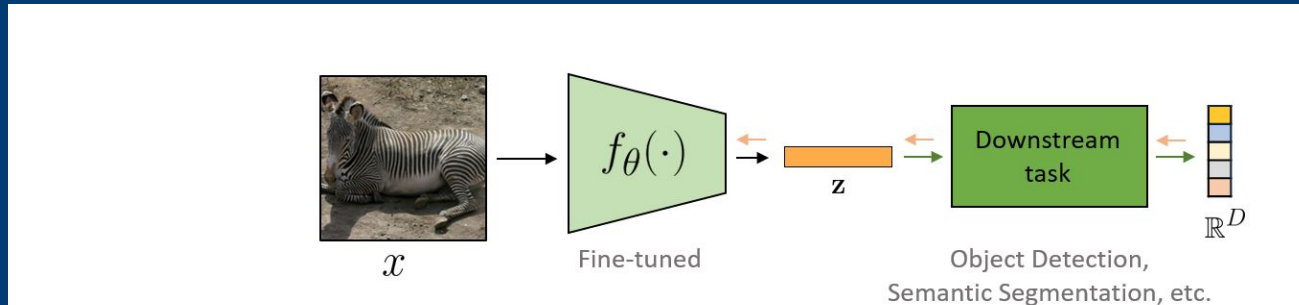 f_θ(·)
Downstream
task
z
x
ℝ^D
Fine-tuned
Object Detection,
Semantic Segmentation, etc.